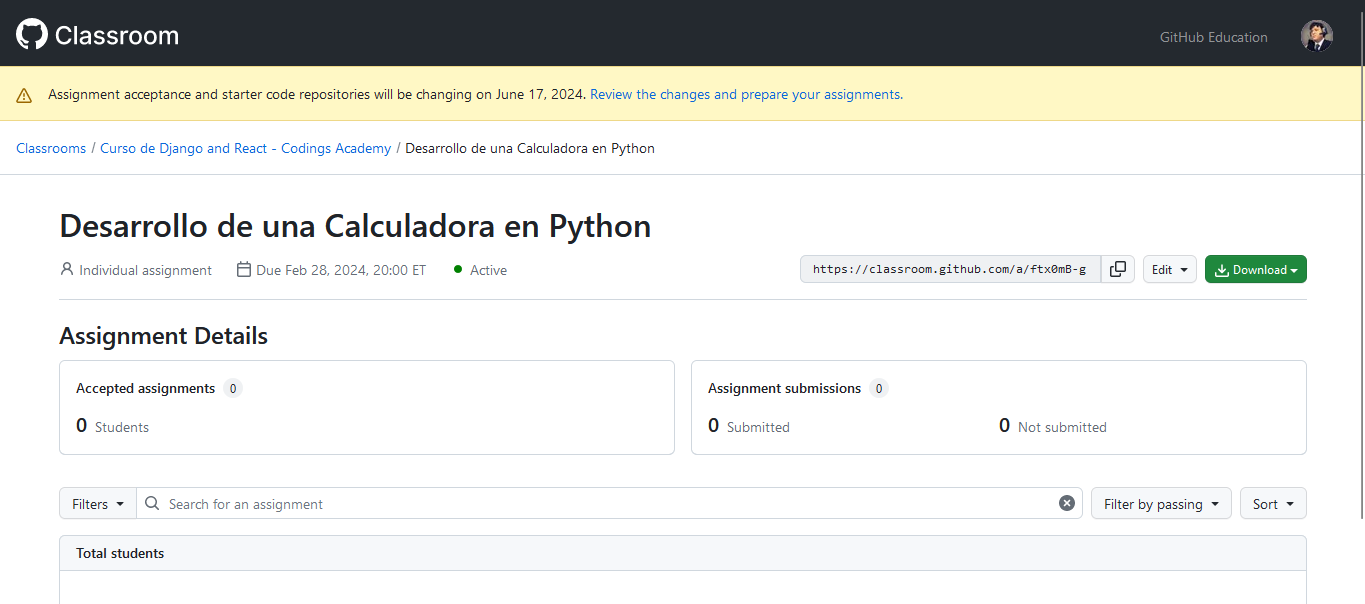 Classroom
GitHub Education
Assignment acceptance and starter code repositories will be changing on June 17, 2024. Review the changes and prepare your assignments.
Classrooms / Curso de Django and React - Codings Academy / Desarrollo de una Calculadora en Python
Desarrollo de una Calculadora en Python
Individual assignment Due Feb 28, 2024, 20:00 ET Active
https://classroom.github.com/a/ftx0mB-g Edit Download
Assignment Details
Accepted assignments 0
0 Students
Assignment submissions 0
0 Submitted 0 Not submitted
Filters Search for an assignment Filter by passing Sort
Total students